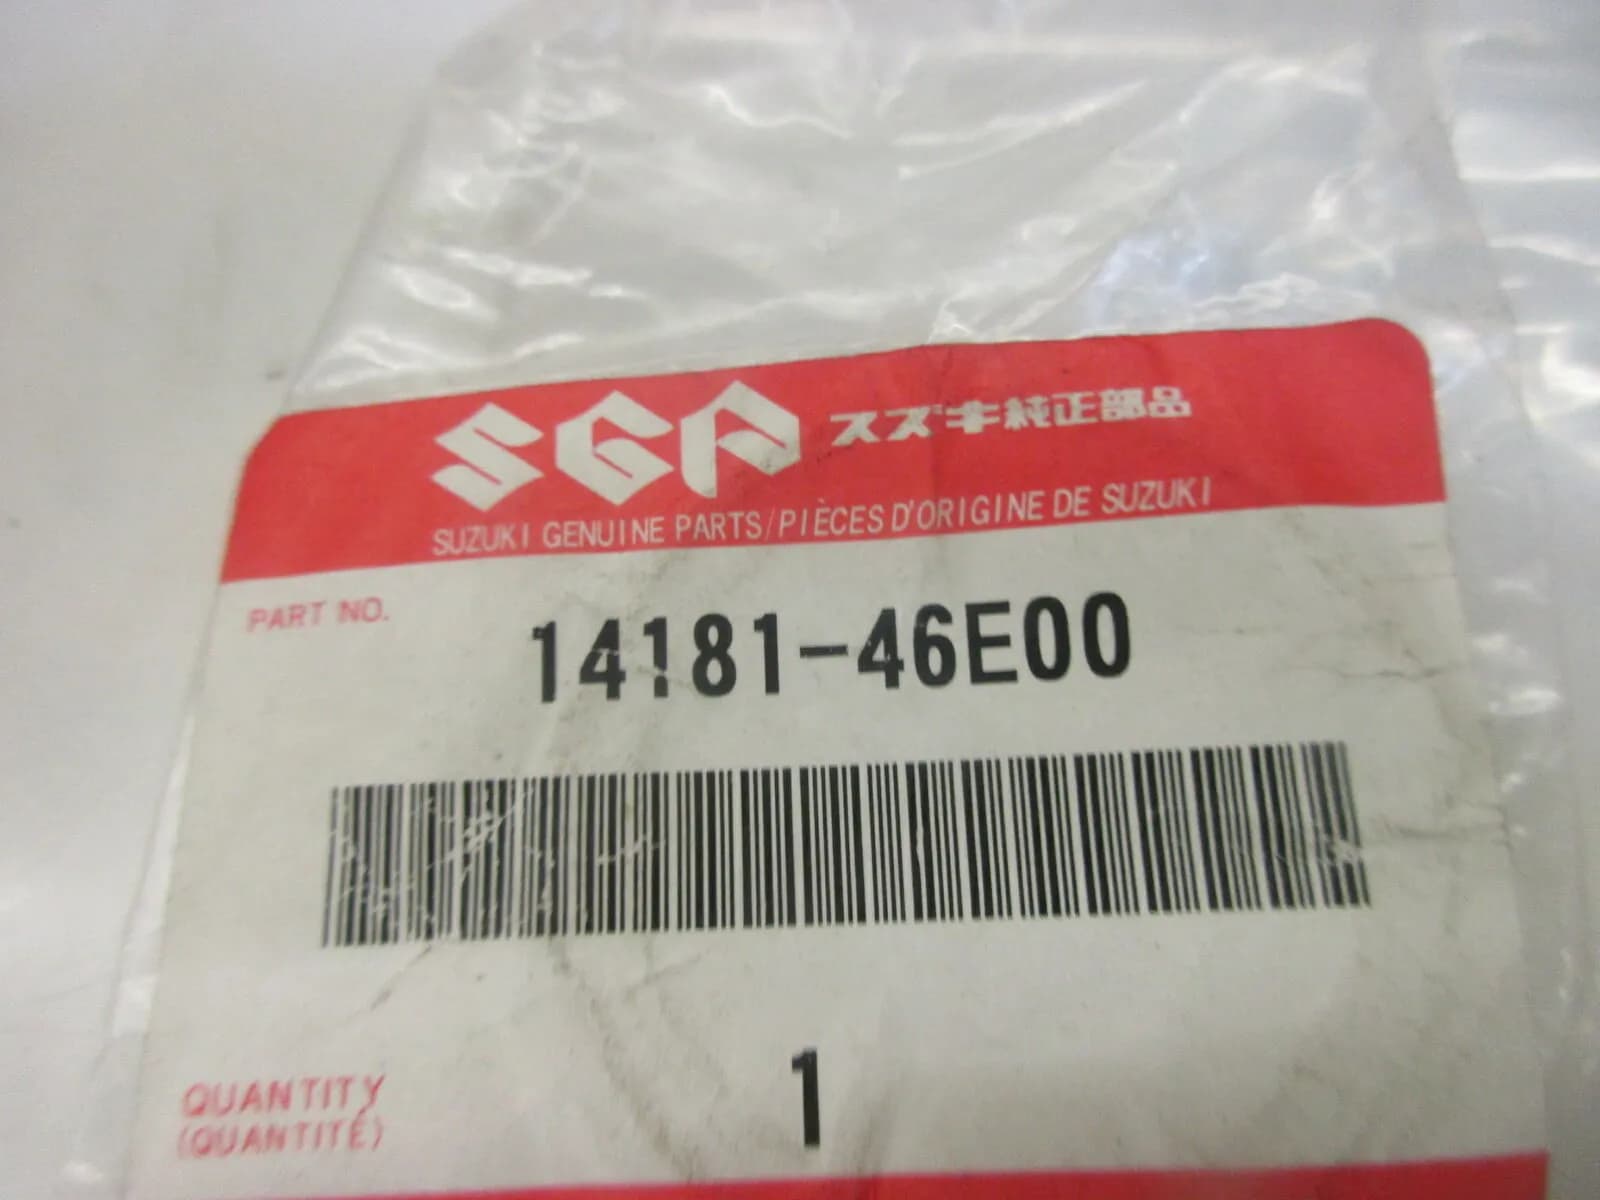 SGP スズキ純正部品
SUZUKI GENUINE PARTS/PIÈCES D'ORIGINE DE SUZUKI
PART NO. 14181-46E00
QUANTITY
(QUANTITÉ)
1